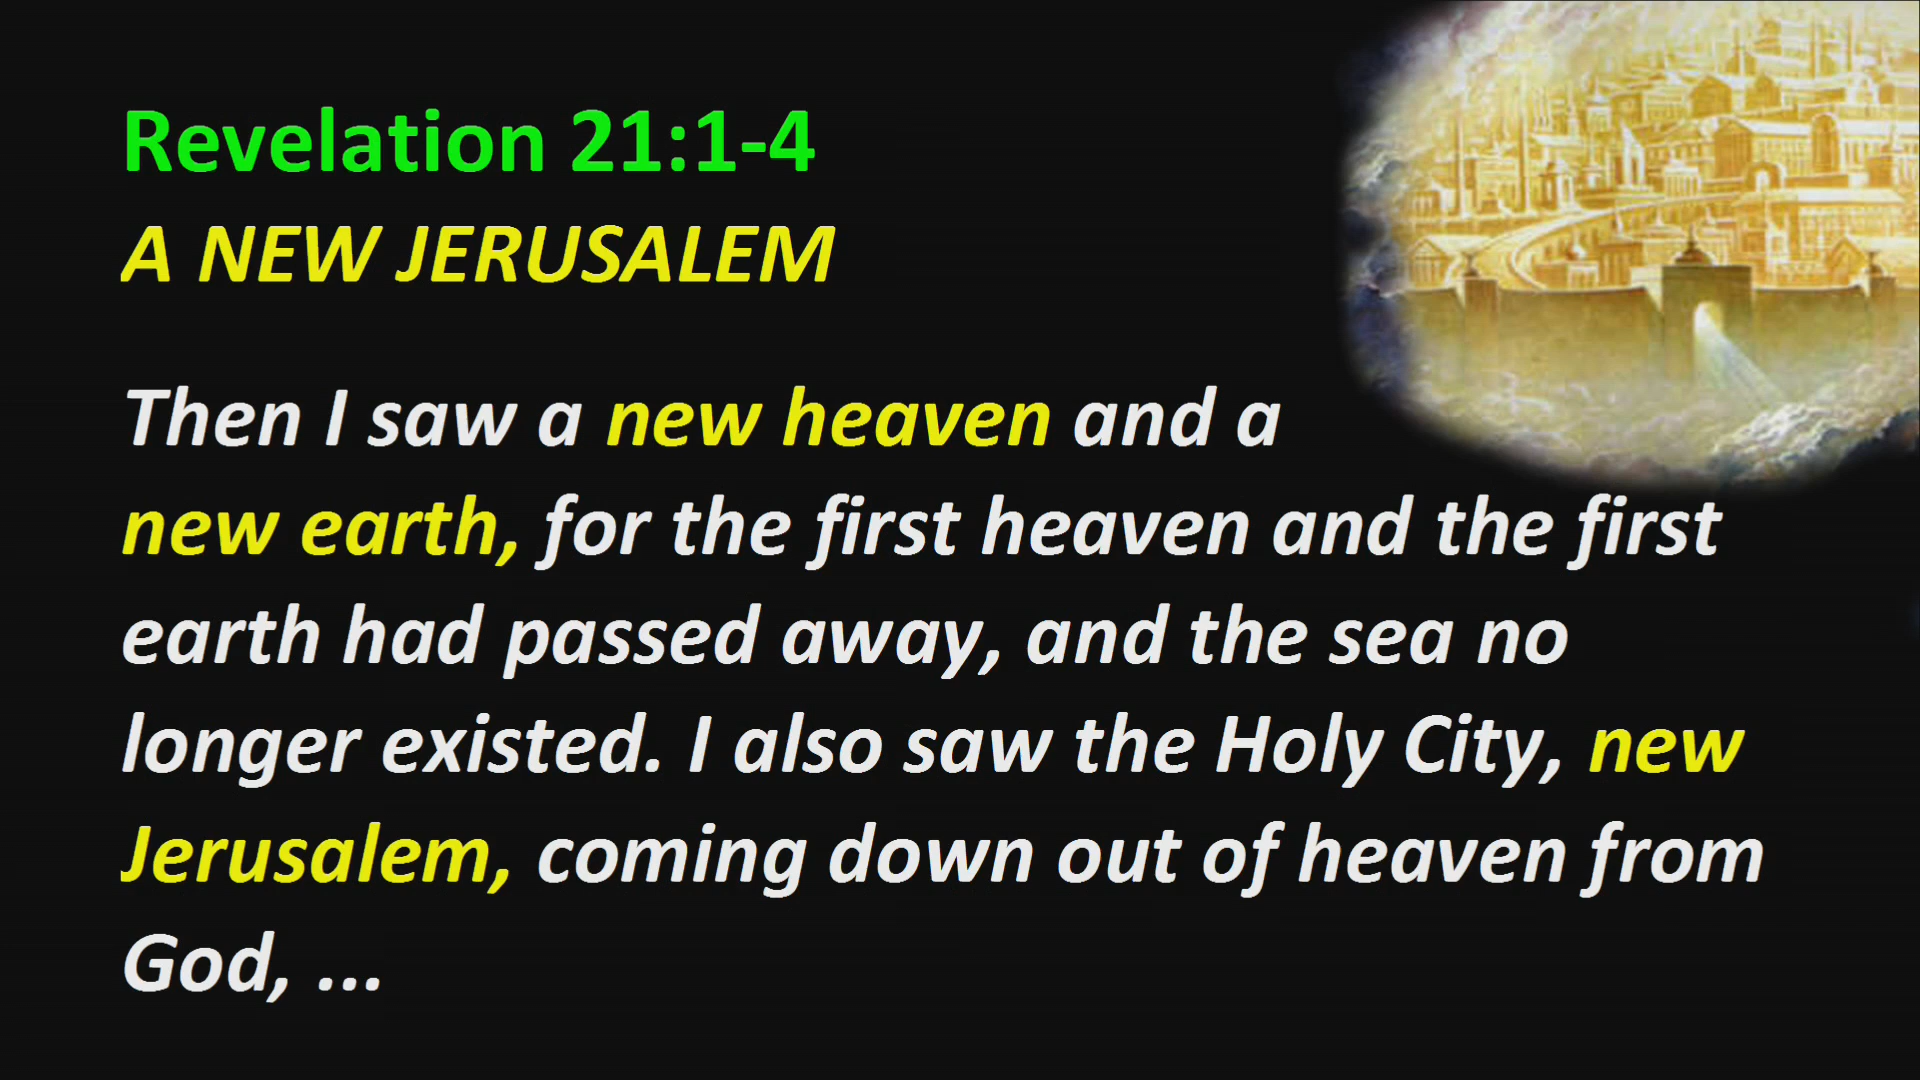 Revelation 21:1-4
A NEW JERUSALEM
Then I saw a new heaven and a
new earth, for the first heaven and the first
earth had passed away, and the sea no
longer existed. I also saw the Holy City, new
Jerusalem, coming down out of heaven from
God, ...